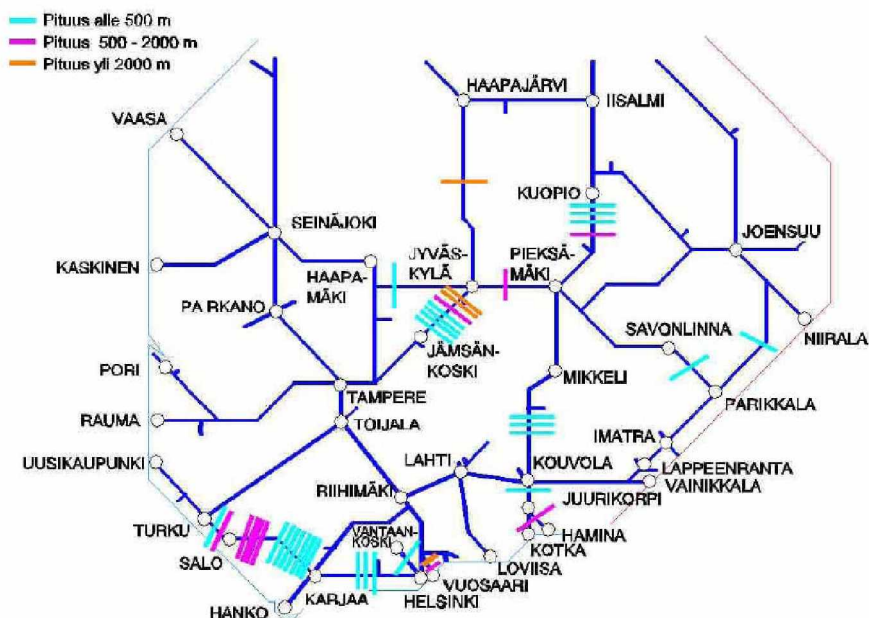 Pituus alle 500 m
Pituus 500 - 2000 m
Pituus yli 2000 m
HAAPAJÄRVI
IISALMI
VAASA
KUOPIO
SEINÄJOKI
JOENSUU
JYVÄS-
KYLÄ
PIEKSÄ-
MÄKI
KASKINEN
HAAPA-
MÄKI
PARKANO
SAVONLINNA
NIIRALA
JÄMSÄN-
KOSKI
PORI
MIKKELI
TAMPERE
PARIKKALA
RAUMA
TOIJALA
IMATRA
UUSIKAUPUNKI
LAHTI
KOUVOLA
LAPPEENRANTA
VAINIKKALA
RIIHIMÄKI
JUURIKORPI
TURKU
VANTAAN-
KOSKI
HAMINA
KOTKA
SALO
LOVIISA
VUOSAARI
KARJAA
HELSINKI
HANKO